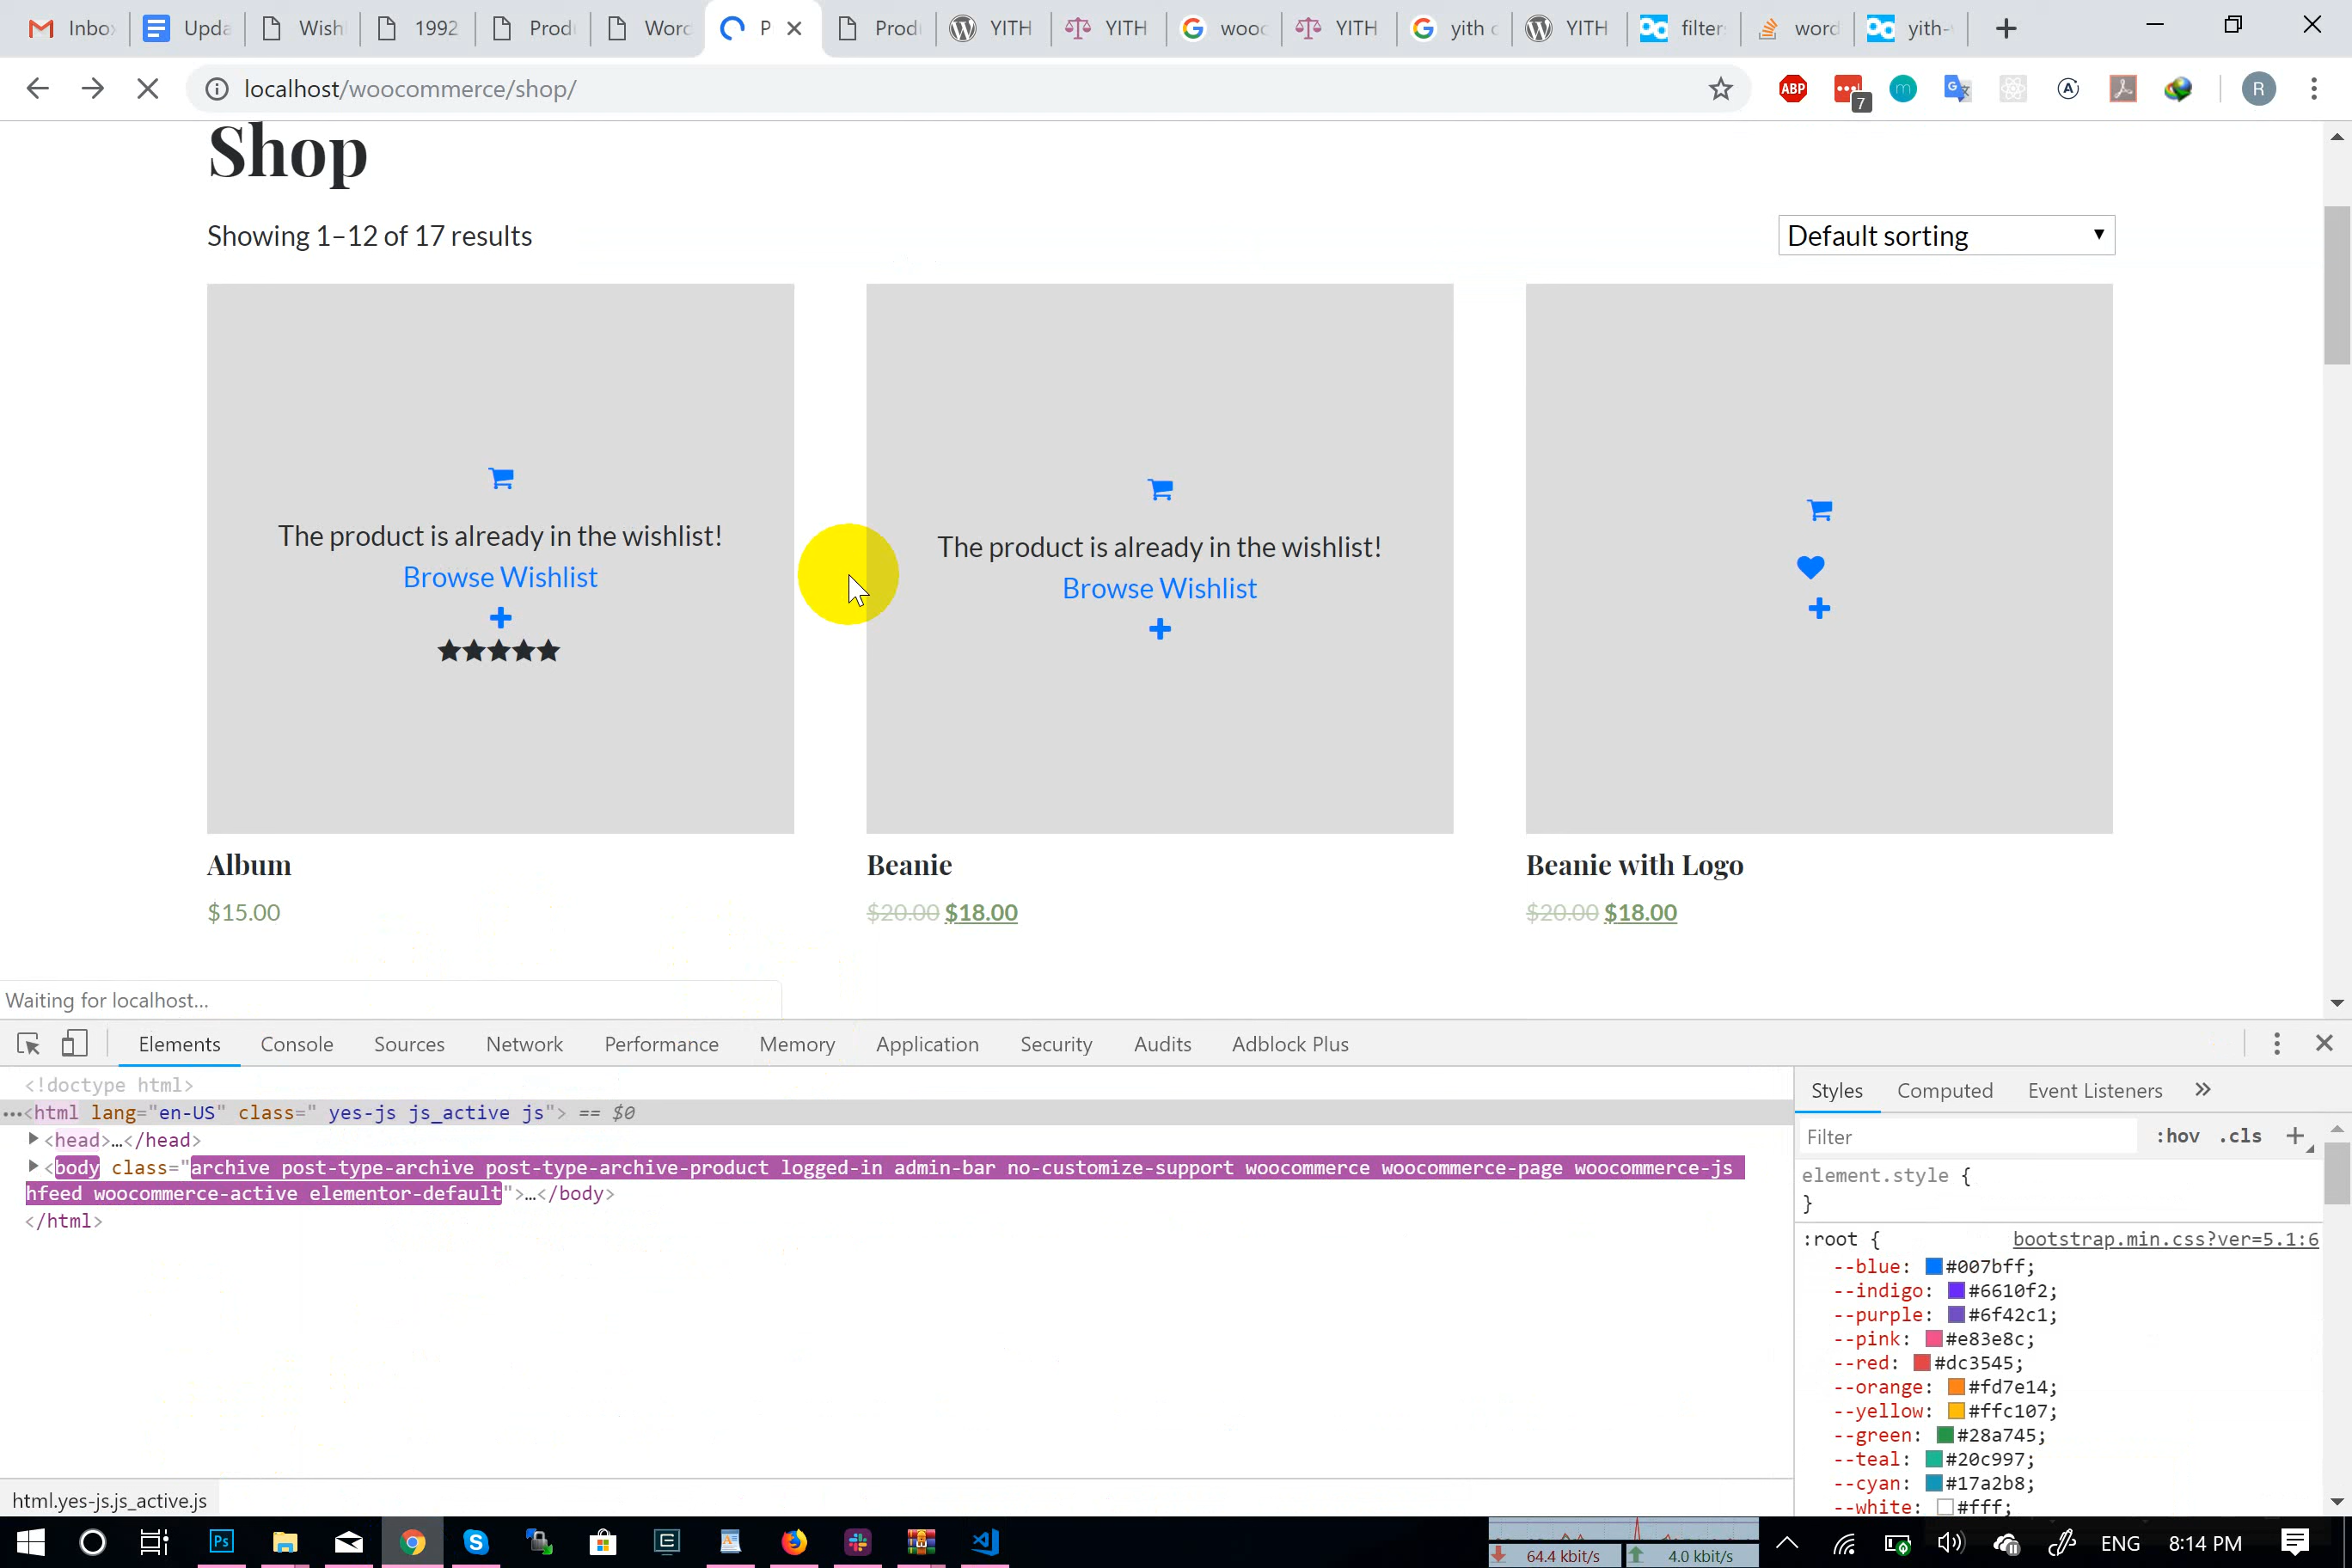 Inbo Upda Wish 1992 Prod Word P Prod YITH YITH wooc YITH yith c YITH filter word yith-
localhost/woocommerce/shop/
ABP 7 R
Shop
Showing 1–12 of 17 results
Default sorting
The product is already in the wishlist!
Browse Wishlist
The product is already in the wishlist!
Browse Wishlist
Album
$15.00
Beanie
$20.00 $18.00
Beanie with Logo
$20.00 $18.00
Waiting for localhost...
Elements Console Sources Network Performance Memory Application Security Audits Adblock Plus
<!doctype html>
…<html lang="en-US" class=" yes-js js_active js"> == $0
<head>…</head>
<body class="archive post-type-archive post-type-archive-product logged-in admin-bar no-customize-support woocommerce woocommerce-page woocommerce-js
hfeed woocommerce-active elementor-default">…</body>
</html>
html.yes-js.js_active.js
Styles Computed Event Listeners »
Filter :hov .cls +
element.style {
}
:root { bootstrap.min.css?ver=5.1:6
--blue: #007bff;
--indigo: #6610f2;
--purple: #6f42c1;
--pink: #e83e8c;
--red: #dc3545;
--orange: #fd7e14;
--yellow: #ffc107;
--green: #28a745;
--teal: #20c997;
--cyan: #17a2b8;
--white: #fff;
Ps
64.4 kbit/s 4.0 kbit/s
ENG 8:14 PM